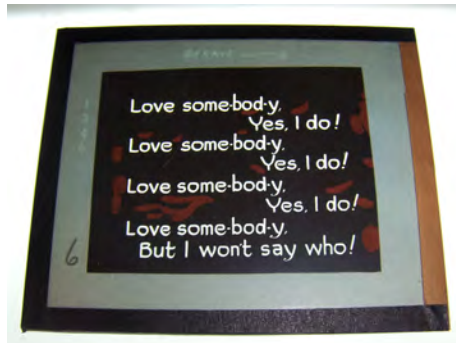 Love some-bod-y,
Yes, I do!
Love some-bod-y,
Yes, I do!
Love some-bod-y,
Yes, I do!
Love some-bod-y,
But I won't say who!
6